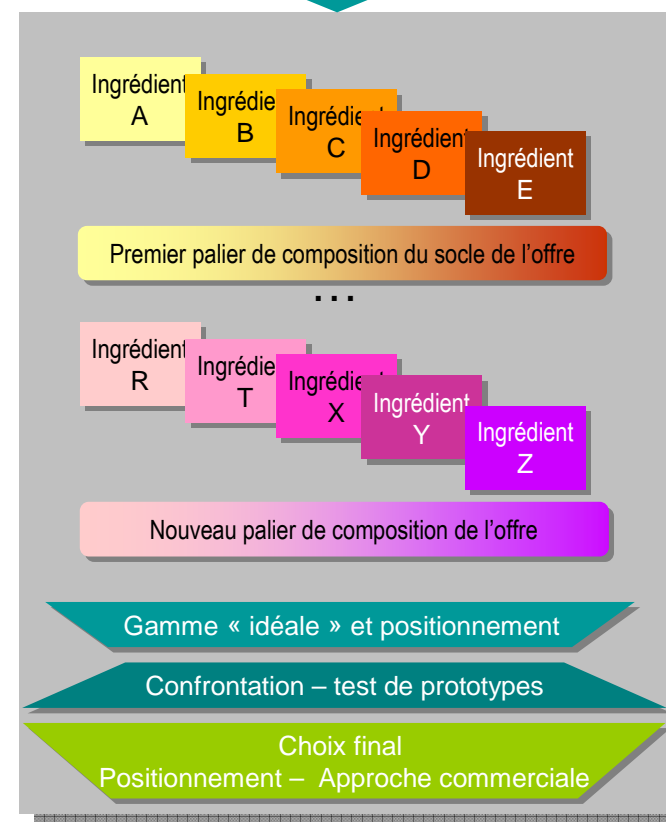 Ingrédient
A
Ingrédie
B
Ingrédie
C
Ingrédient
D
Ingrédient
E
Premier palier de composition du socle de l’offre
...
Ingrédient
R
Ingrédie
T
Ingrédie
X
Ingrédient
Y
Ingrédient
Z
Nouveau palier de composition de l’offre
Gamme « idéale » et positionnement
Confrontation – test de prototypes
Choix final
Positionnement – Approche commerciale